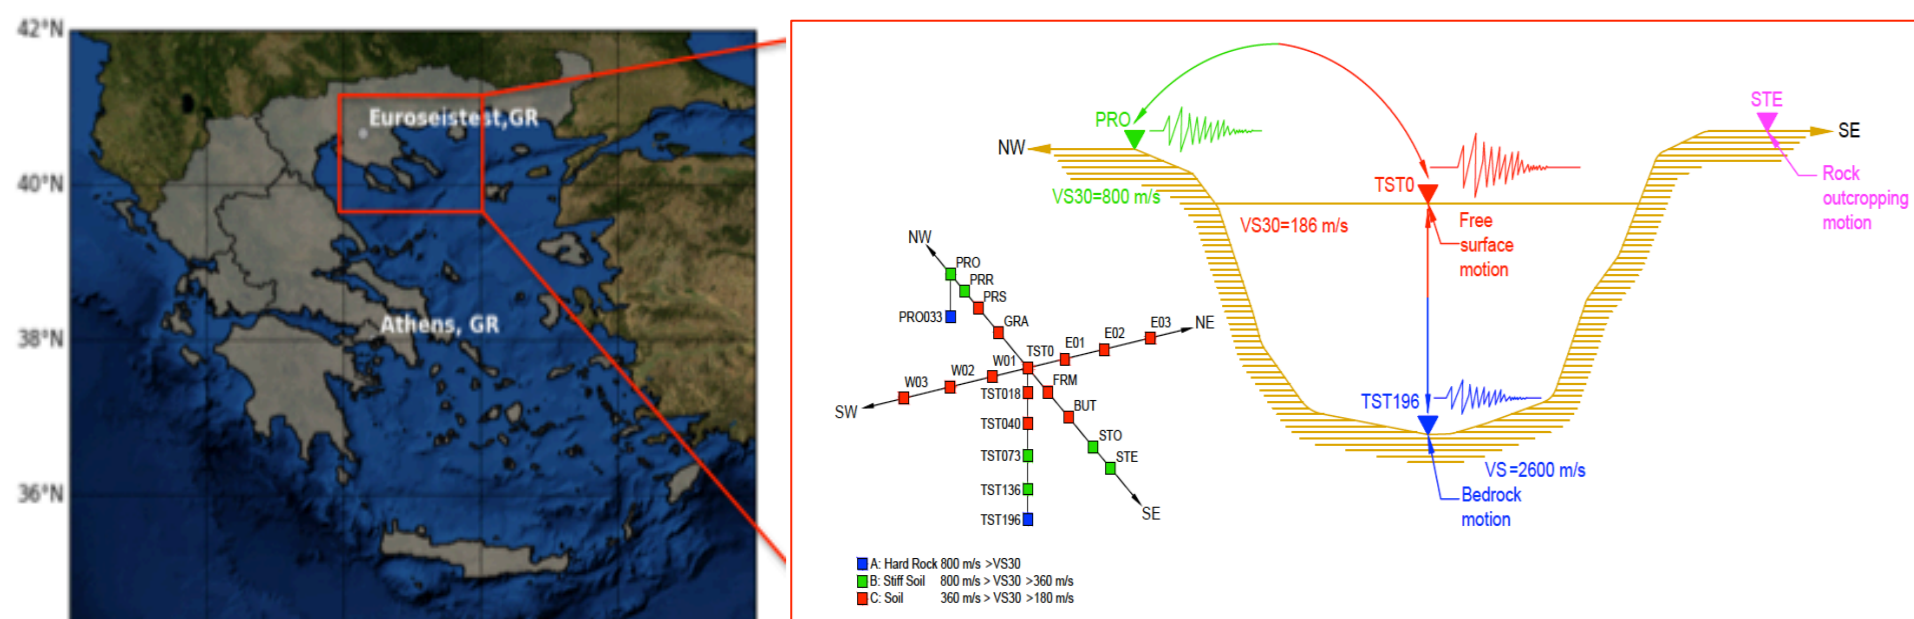 42°N
40°N
38°N
36°N
Euroseistest,GR
Athens, GR
NW
PRO
PRR
PRS
PRO033
GRA
TST0
E01
E02
E03
NE
W01
W02
W03
SW
TST018
FRM
BUT
TST040
STO
TST073
STE
TST136
TST196
SE
A: Hard Rock 800 m/s >VS30
B: Stiff Soil 800 m/s > VS30 >360 m/s
C: Soil 360 m/s > VS30 >180 m/s
PRO
NW
VS30=800 m/s
TST0
VS30=186 m/s
Free
surface
motion
STE
SE
Rock
outcropping
motion
TST196
VS =2600 m/s
Bedrock
motion